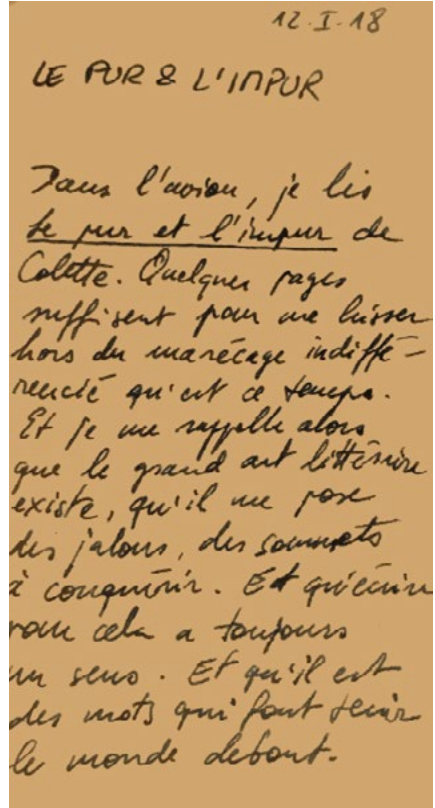 12.I.18
LE PUR & L'IMPUR
Dans l'avion, je lis
Le pur et l'impur de
Colette. Quelques pages
suffisent pour me hisser
hors du marécage indiffé-
rencié qu'est ce temps.
Et je me rappelle alors
que le grand art littéraire
existe, qu'il me pose
des jalons, des sommets
à conquérir. Et qu'écrire
pour cela a toujours
un sens. Et qu'il est
des mots qui font tenir
le monde debout.